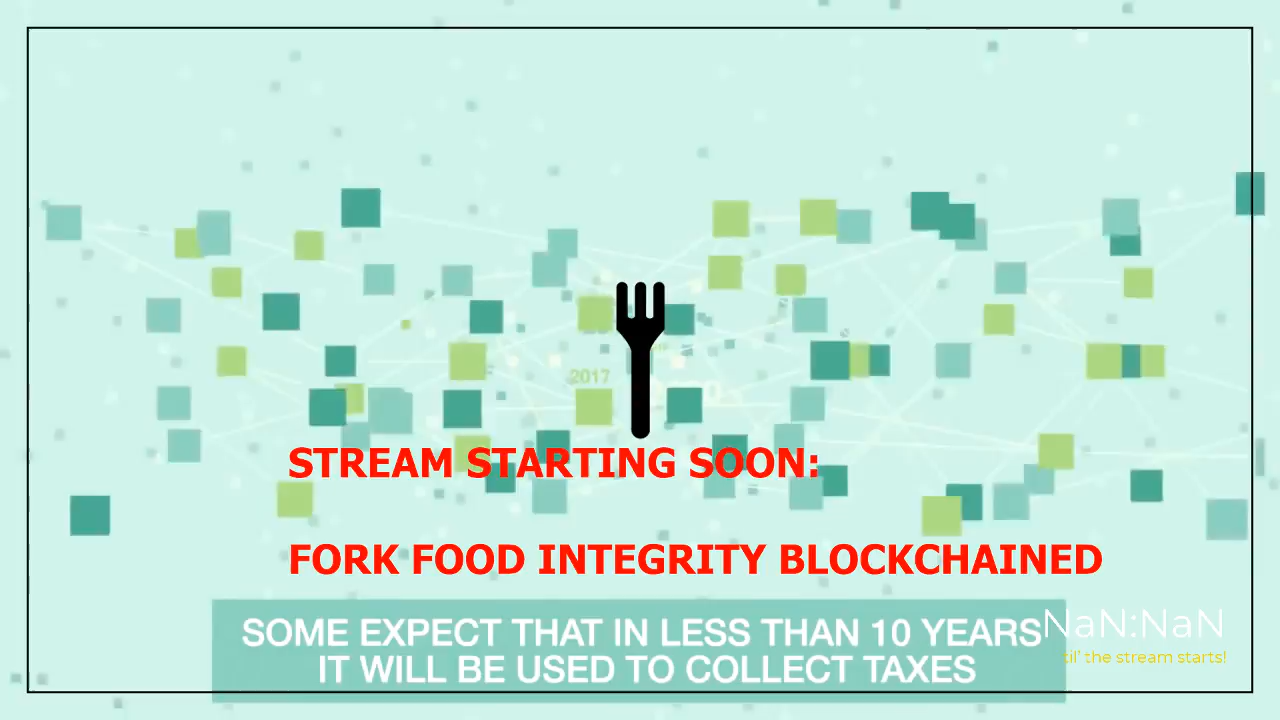 2017
STREAM STARTING SOON:
FORK FOOD INTEGRITY BLOCKCHAINED
SOME EXPECT THAT IN LESS THAN 10 YEARS
IT WILL BE USED TO COLLECT TAXES
NaN:NaN
til' the stream starts!